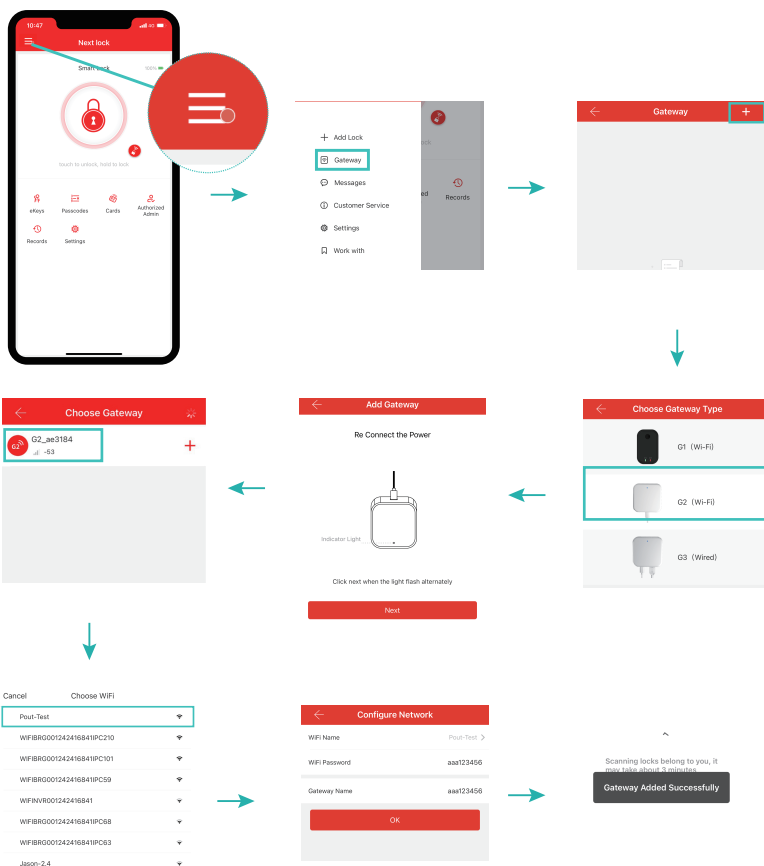 10:47
4G
Next lock
Smart Lock
100%
touch to unlock, hold to lock
eKeys
Passcodes
Cards
Authorized
Admin
Records
Settings
Add Lock
Gateway
Messages
Customer Service
Settings
Work with
Records
Gateway
+
Choose Gateway Type
G1 (Wi-Fi)
G2 (Wi-Fi)
G3 (Wired)
Add Gateway
Re Connect the Power
Indicator Light
Click next when the light flash alternately
Next
Choose Gateway
G2
G2_ae3184
-53
+
Cancel
Choose WiFi
Pout-Test
WIFIBRG001242416841IPC210
WIFIBRG001242416841IPC101
WIFIBRG001242416841IPC59
WIFINVR001242416841
WIFIBRG001242416841IPC68
WIFIBRG001242416841IPC63
Jason-2.4
Configure Network
WiFi Name
Pout-Test >
WiFi Password
aaa123456
Gateway Name
aaa123456
OK
Scanning locks belong to you, it
may take about 3 minutes
Gateway Added Successfully